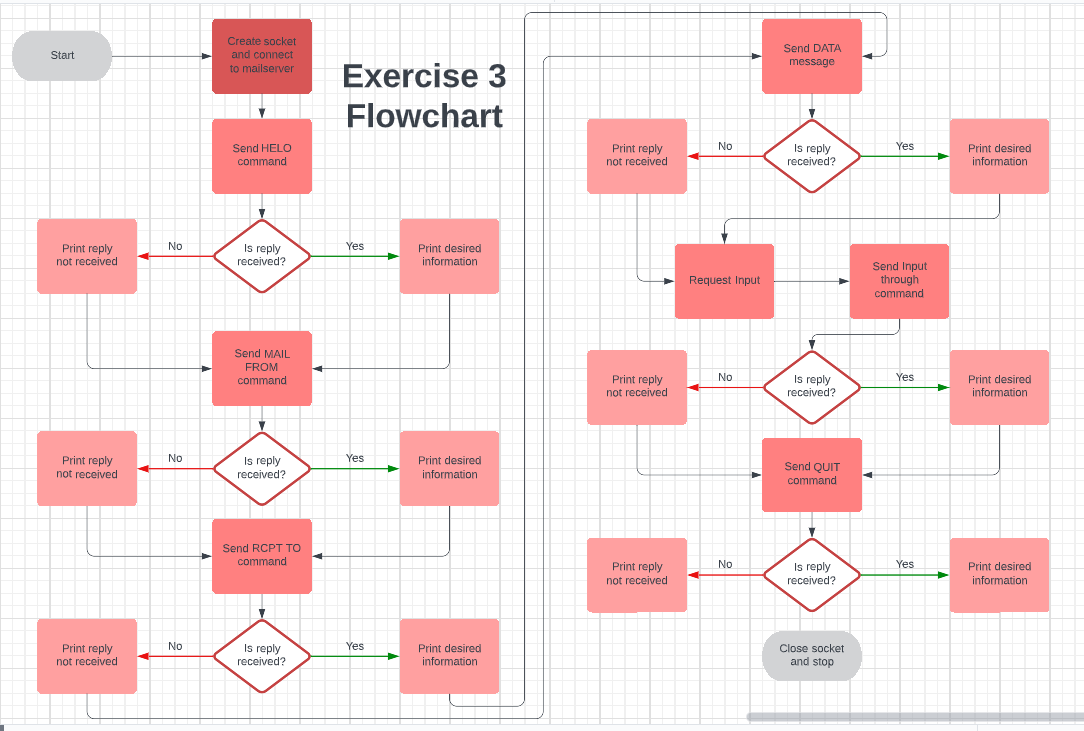 Start
Create socket
and connect
to mailserver
Exercise 3
Flowchart
Send HELO
command
Print reply
not received
No
Is reply
received?
Yes
Print desired
information
Send MAIL
FROM
command
Print reply
not received
No
Is reply
received?
Yes
Print desired
information
Send RCPT TO
command
Print reply
not received
No
Is reply
received?
Yes
Print desired
information
Send DATA
message
Print reply
not received
No
Is reply
received?
Yes
Print desired
information
Request Input
Send Input
through
command
Print reply
not received
No
Is reply
received?
Yes
Print desired
information
Send QUIT
command
Print reply
not received
No
Is reply
received?
Yes
Print desired
information
Close socket
and stop